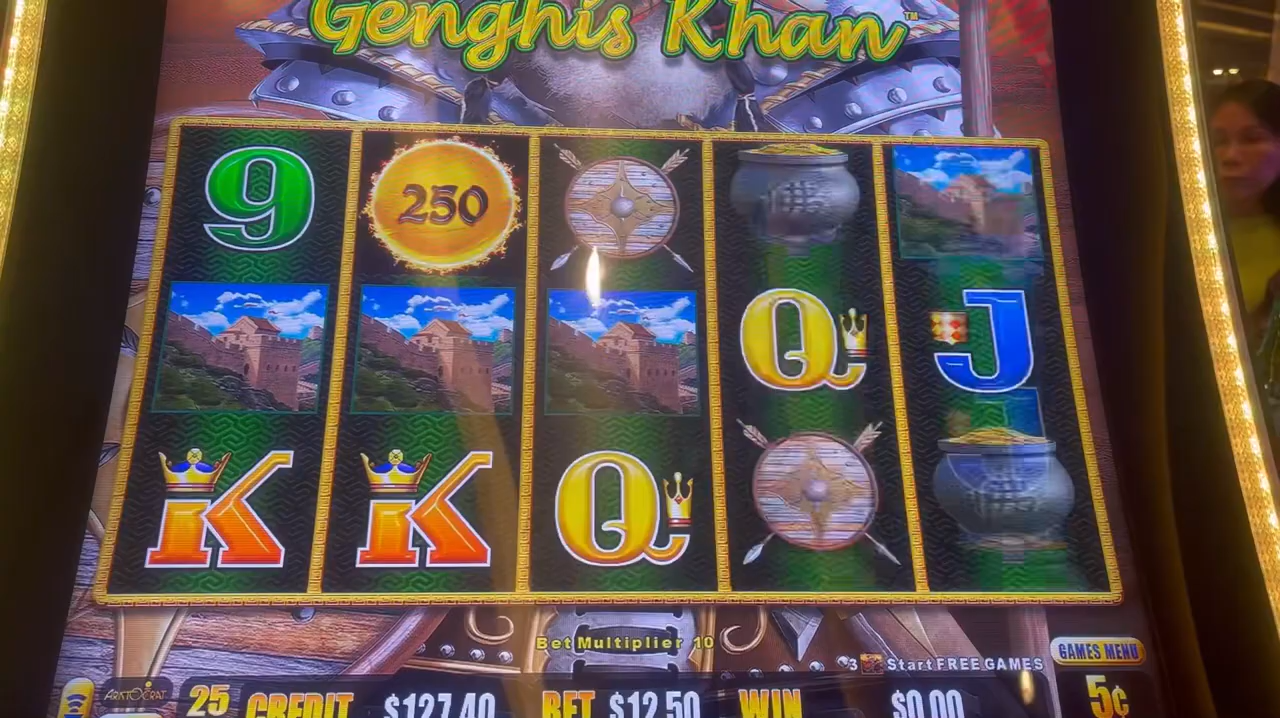 Genghis Khan™
9
250
Q
J
K
K
Q
Bet Multiplier 10
3 Start FREE GAMES
GAMES MENU
ARISTOCRAT
25 CREDIT $127.40 BET $12.50 WIN $0.00 5¢